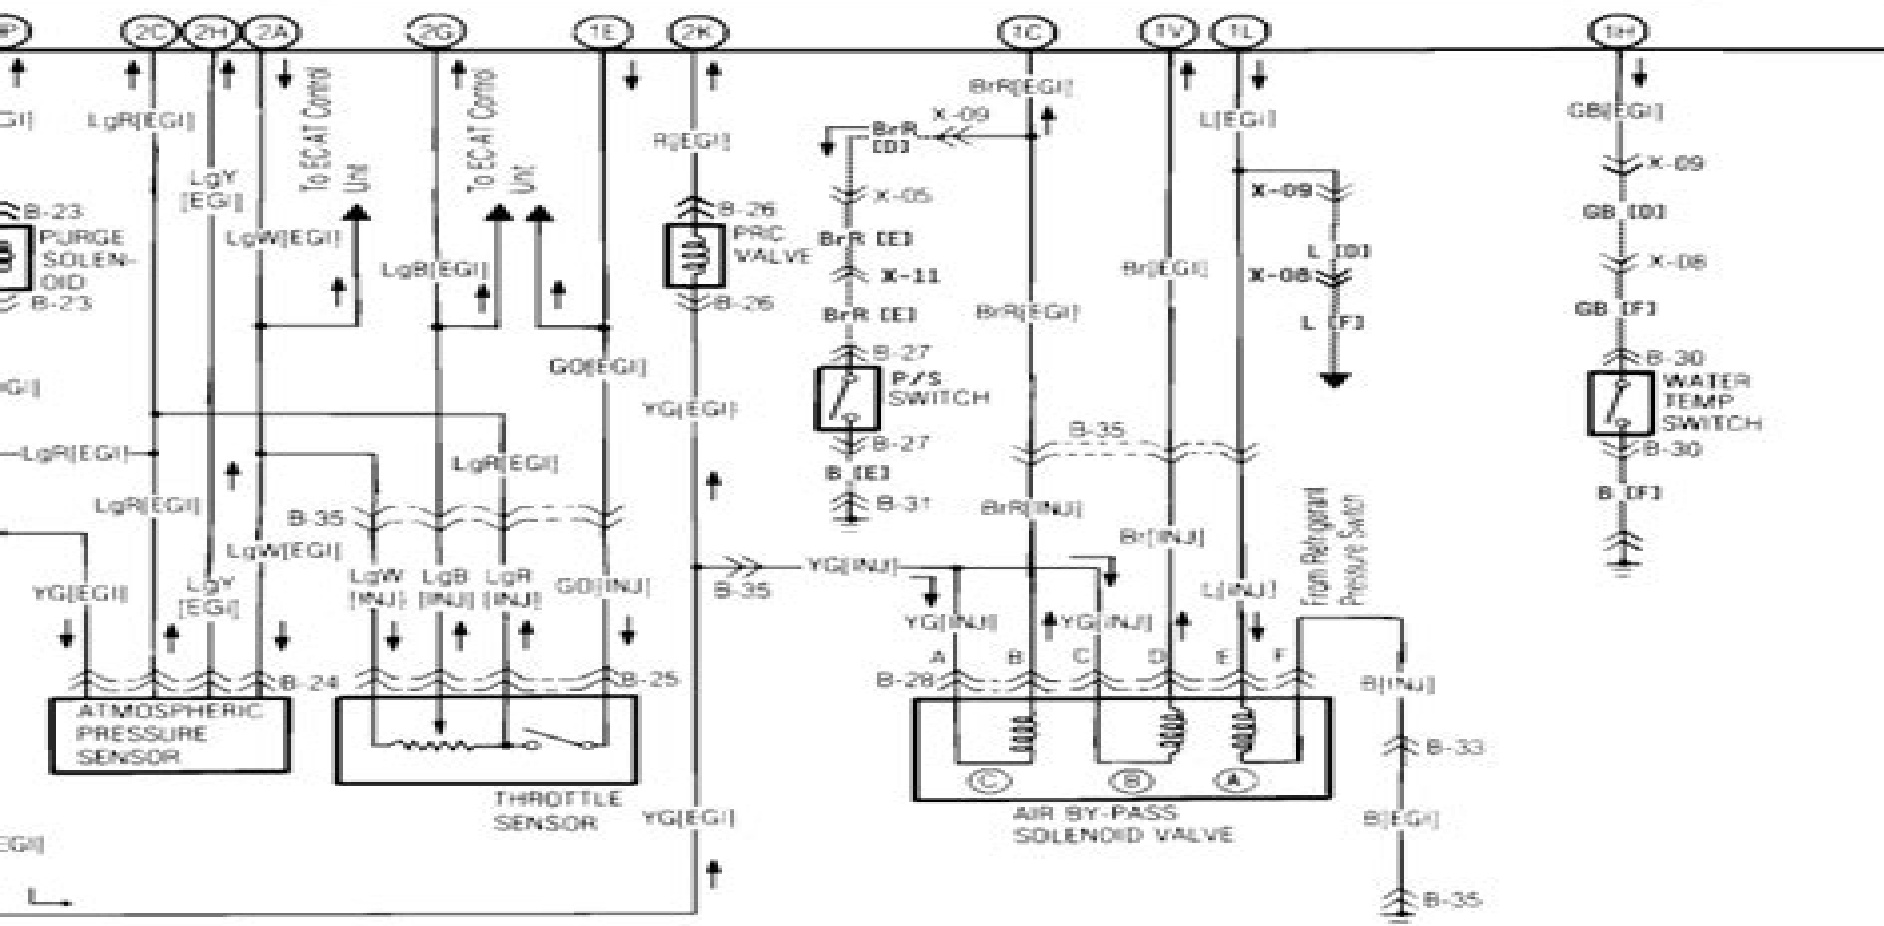 2C 2H 2A 2G 1E 2K 1C 1V 1L 1H
LgR[EGI]
LgY
[EGI]
LgW[EGI]
To EC-AT Control
Unit
LgB[EGI]
To EC-AT Control
Unit
R[EGI]
B-26
PRC
VALVE
B-26
BrR[EGI]
X-09
BrR
[D]
X-05
BrR [E]
X-11
BrR [E]
B-27
P/S
SWITCH
B-27
B [E]
B-31
BrR[EGI]
Br[EGI]
L[EGI]
X-09
L [D]
X-08
L [F]
GB[EGI]
X-09
GB [D]
X-08
GB [F]
B-30
WATER
TEMP
SWITCH
B-30
B [F]
B-23
PURGE
SOLEN-
OID
B-23
GO[EGI]
YG[EGI]
LgR[EGI]
LgR[EGI]
LgR[EGI]
B-35
LgW[EGI]
YG[EGI]
LgY
[EGI]
LgW
[INJ]
LgB
[INJ]
LgR
[INJ]
GO[INJ]
B-35
YG[INJ]
B-35
BrR[INJ]
Br[INJ]
L[INJ]
From Refrigerant
Pressure Switch
YG[INJ]
YG[INJ]
A B C D E F
B-24
B-25
B-28
B[INJ]
ATMOSPHERIC
PRESSURE
SENSOR
THROTTLE
SENSOR
YG[EGI]
C B A
AIR BY-PASS
SOLENOID VALVE
B-33
B[EGI]
B-35